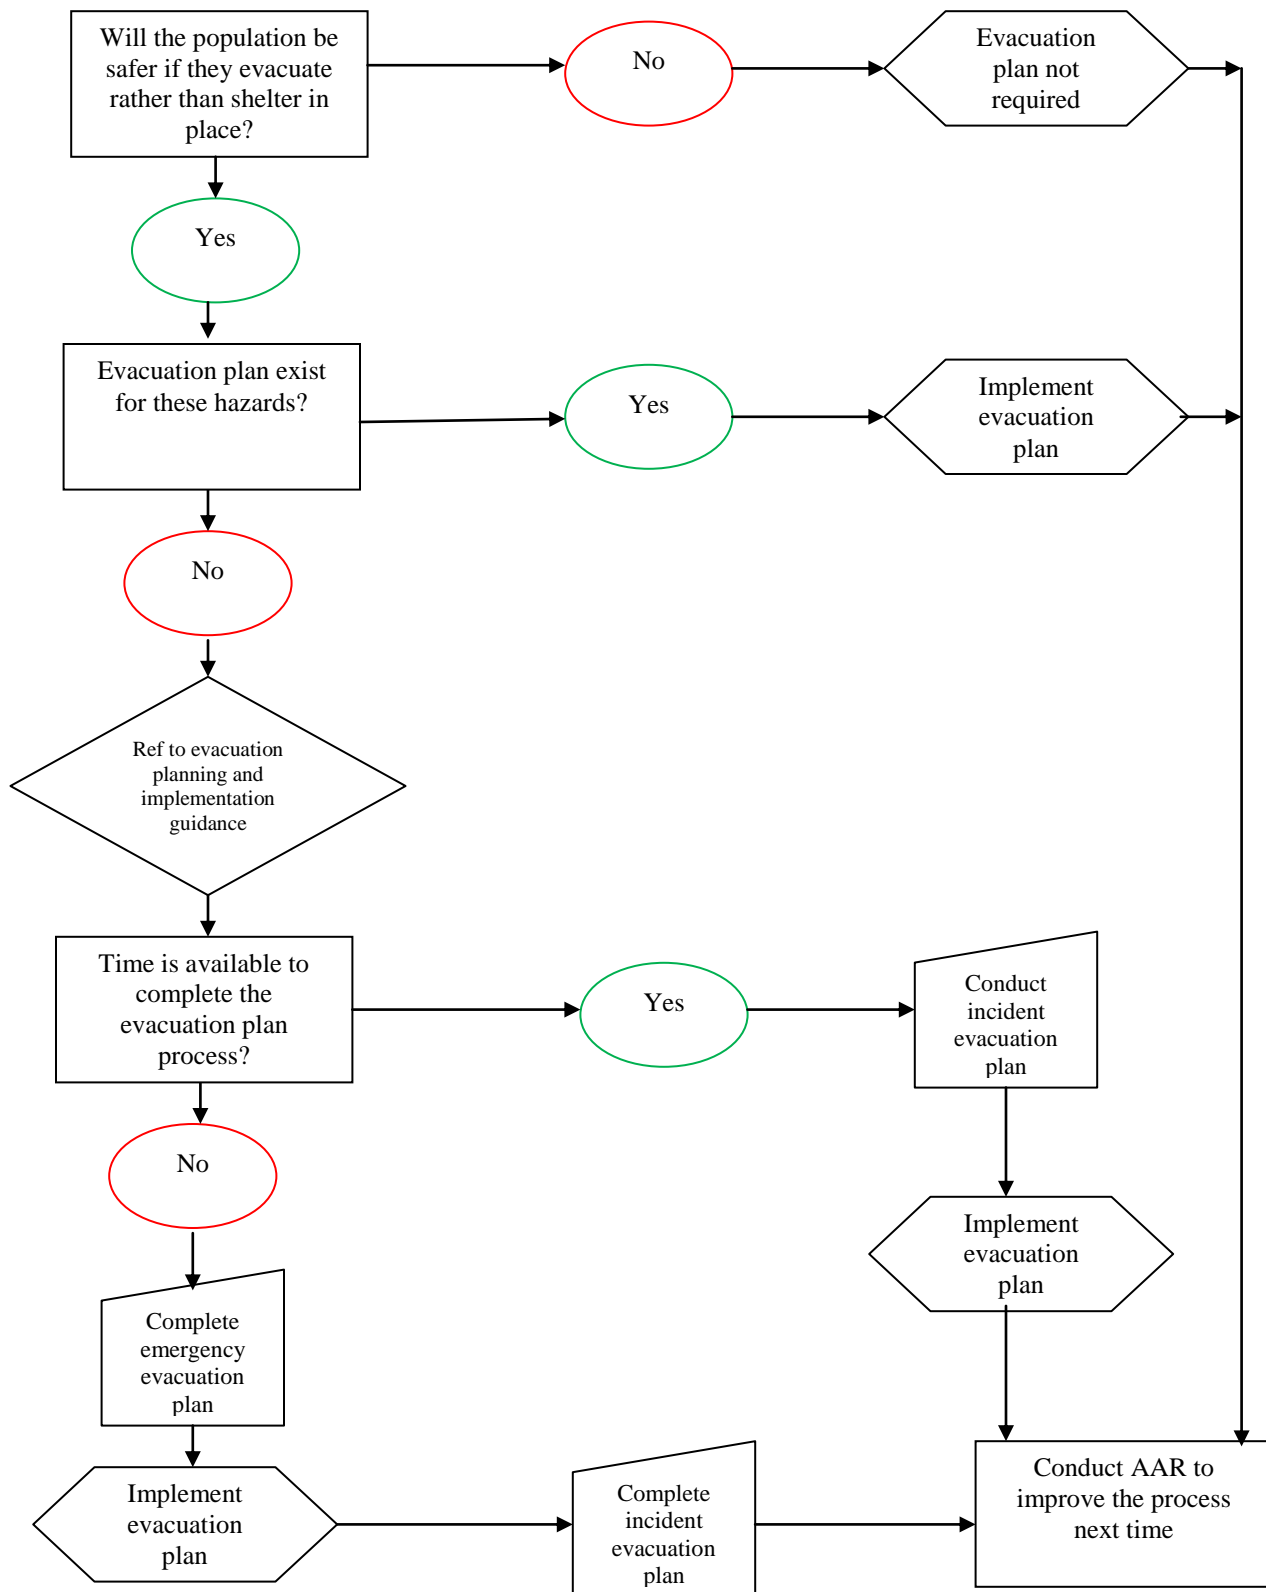 Will the population be
safer if they evacuate
rather than shelter in
place?
No
Evacuation
plan not
required
Yes
Evacuation plan exist
for these hazards?
Yes
Implement
evacuation
plan
No
Ref to evacuation
planning and
implementation
guidance
Time is available to
complete the
evacuation plan
process?
Yes
Conduct
incident
evacuation
plan
No
Implement
evacuation
plan
Complete
emergency
evacuation
plan
Implement
evacuation
plan
Complete
incident
evacuation
plan
Conduct AAR to
improve the process
next time